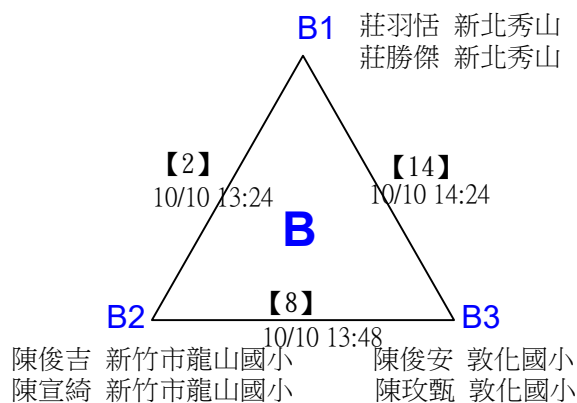 B1 莊羽恬 新北秀山
莊勝傑 新北秀山
【2】
10/10 13:24
【14】
10/10 14:24
B
B2
【8】
B3
10/10 13:48
陳俊吉 新竹市龍山國小
陳宣綺 新竹市龍山國小
陳俊安 敦化國小
陳玫甄 敦化國小